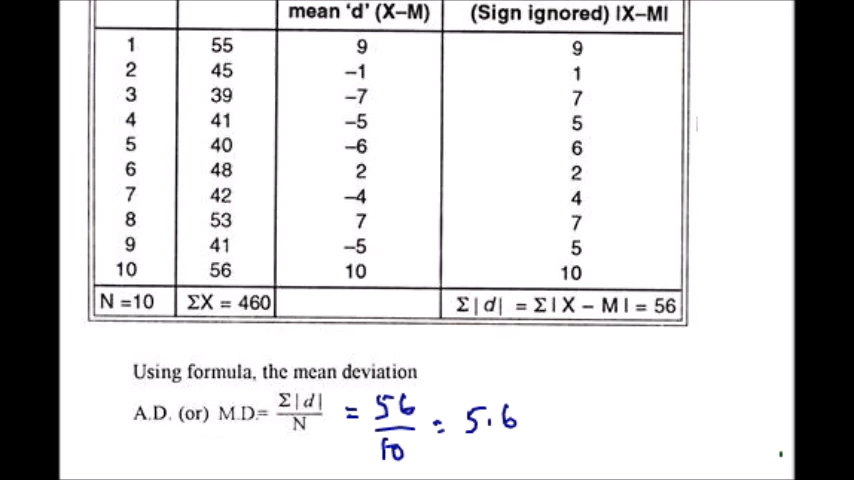 mean ‘d’ (X–M) (Sign ignored) IX–MI
1 55 9 9
2 45 –1 1
3 39 –7 7
4 41 –5 5
5 40 –6 6
6 48 2 2
7 42 –4 4
8 53 7 7
9 41 –5 5
10 56 10 10
N =10 ΣX = 460 Σ|d| = ΣI X – M I = 56
Using formula, the mean deviation
A.D. (or) M.D= Σ|d|/N = 56/10 = 5.6